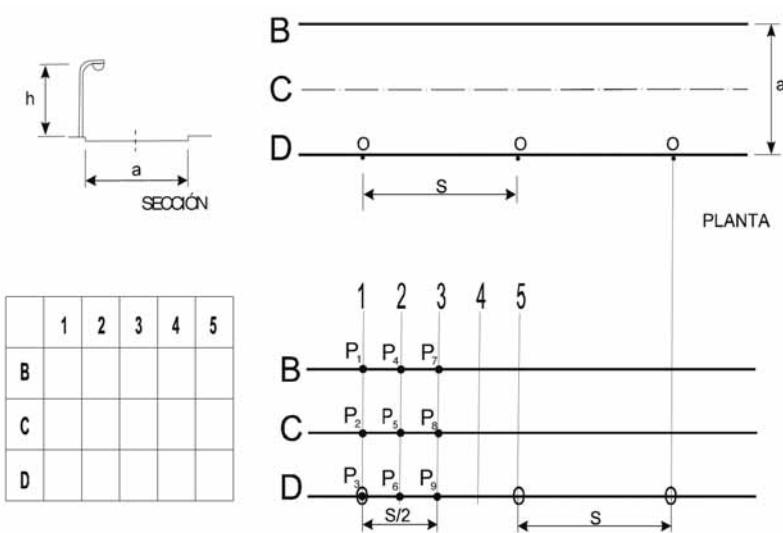 h
a
SECCIÓN
B
C
D
O O O
a
S
PLANTA
1 2 3 4 5
B
C
D
1 2 3 4 5
B P₁ P₄ P₇
C P₂ P₅ P₈
D P₃ P₆ P₉
S/2 S